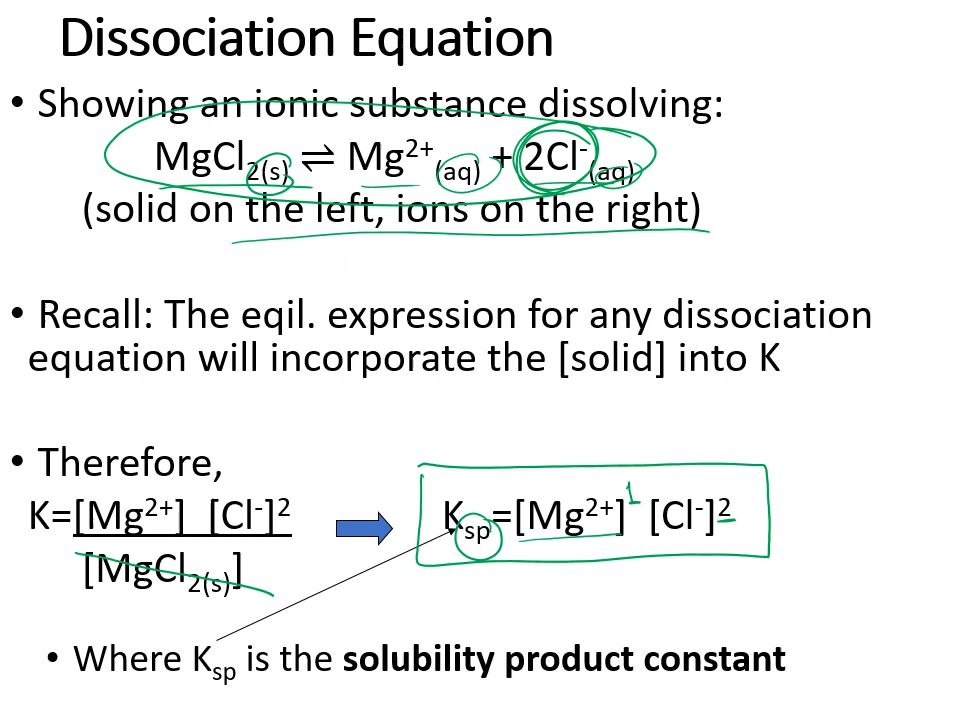 Dissociation Equation
• Showing an ionic substance dissolving:
MgCl₂(s) ⇌ Mg²⁺(aq) + 2Cl⁻(aq)
(solid on the left, ions on the right)
• Recall: The eqil. expression for any dissociation
equation will incorporate the [solid] into K
• Therefore,
K=[Mg²⁺] [Cl⁻]² Ksp=[Mg²⁺]¹ [Cl⁻]²
[MgCl₂(s)]
• Where Ksp is the solubility product constant